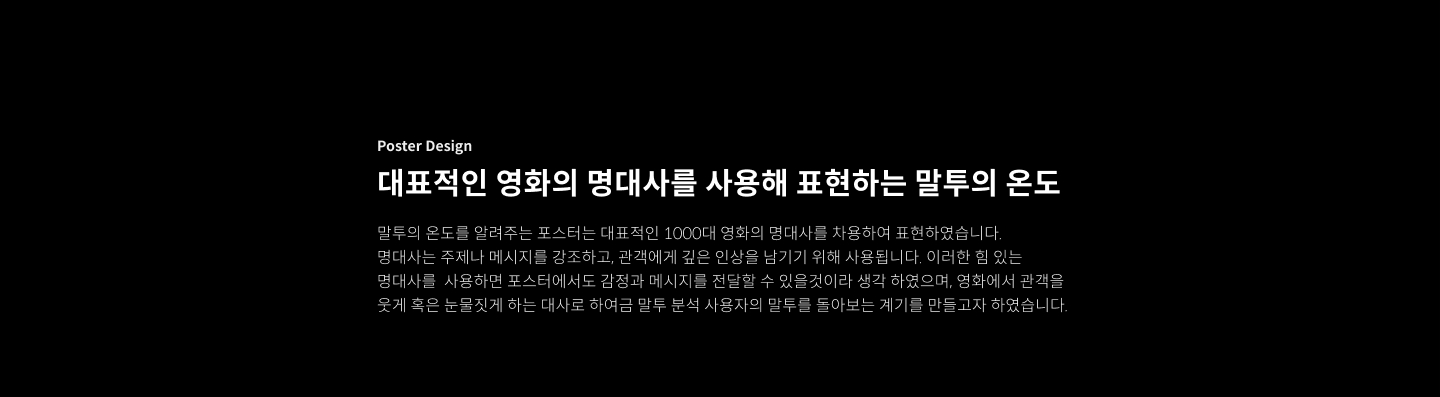 Poster Design
대표적인 영화의 명대사를 사용해 표현하는 말투의 온도
말투의 온도를 알려주는 포스터는 대표적인 1000대 영화의 명대사를 차용하여 표현하였습니다.
명대사는 주제나 메시지를 강조하고, 관객에게 깊은 인상을 남기기 위해 사용됩니다. 이러한 힘 있는
명대사를  사용하면 포스터에서도 감정과 메시지를 전달할 수 있을것이라 생각 하였으며, 영화에서 관객을
웃게 혹은 눈물짓게 하는 대사로 하여금 말투 분석 사용자의 말투를 돌아보는 계기를 만들고자 하였습니다.